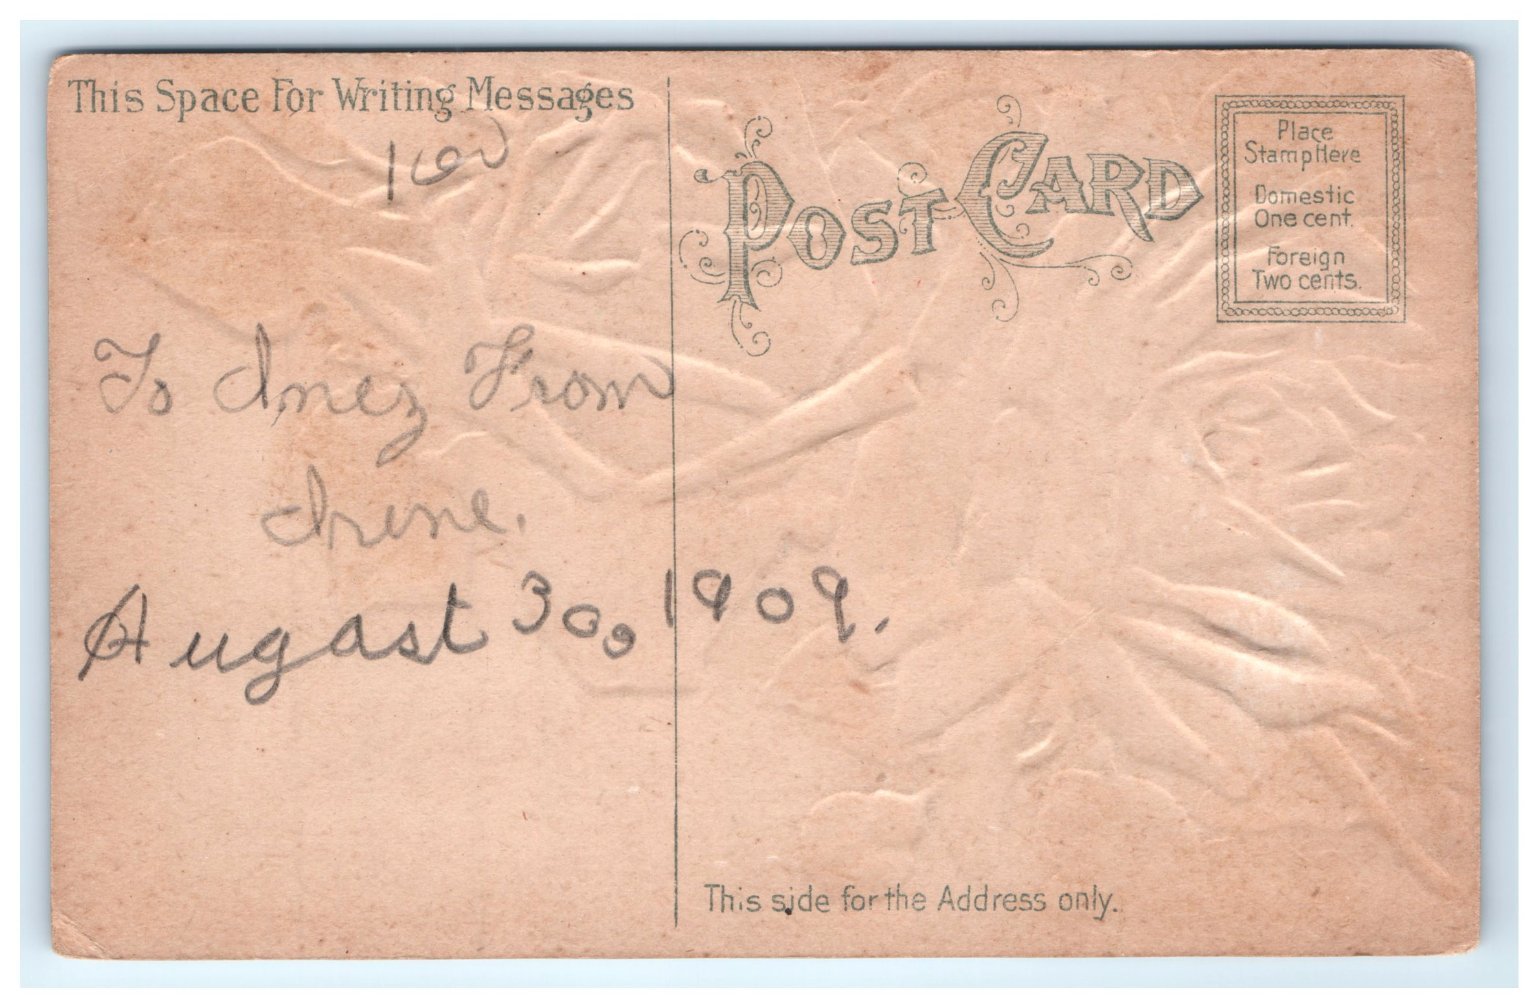 This Space For Writing Messages
100
To Inez From
Irene.
Augast 30, 1909.
POST CARD
Place
Stamp Here
Domestic
One cent.
Foreign
Two cents.
This side for the Address only.